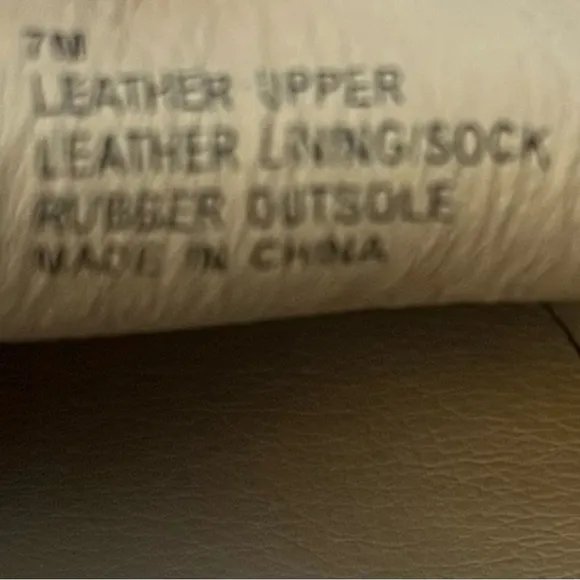 7M
LEATHER UPPER
LEATHER LINING/SOCK
RUBBER OUTSOLE
MADE IN CHINA